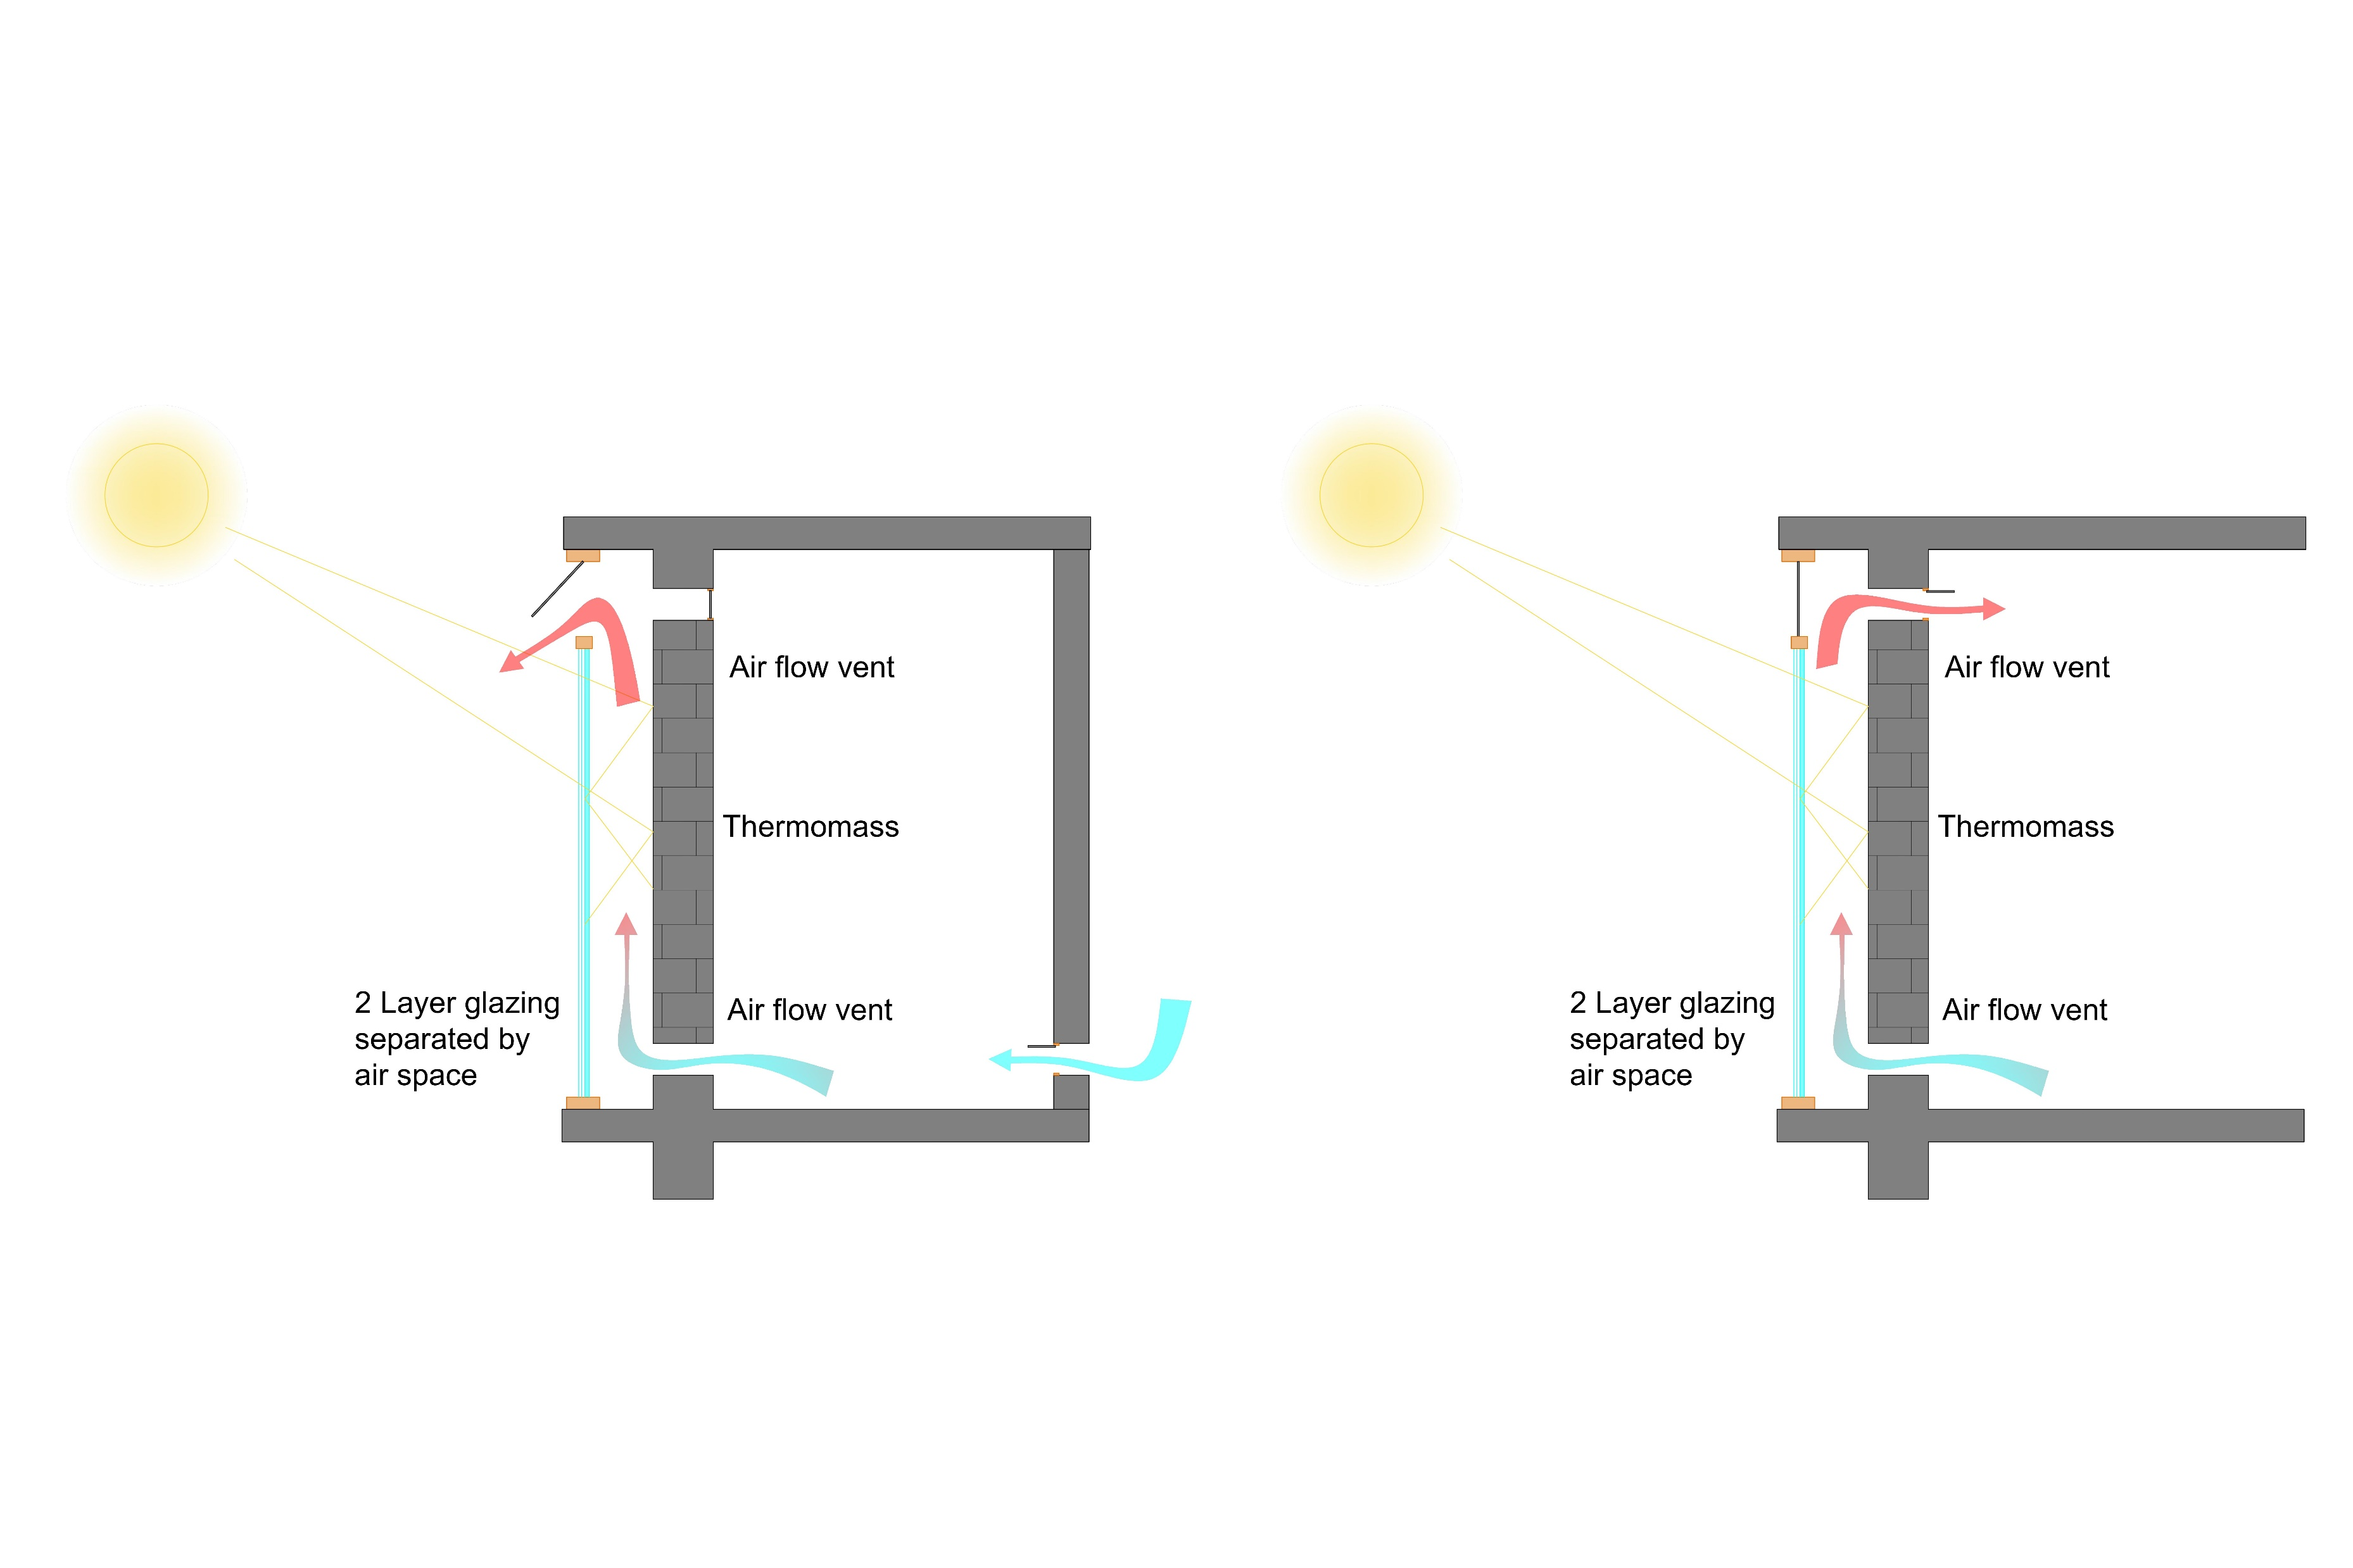 Air flow vent
Thermomass
2 Layer glazing
separated by
air space
Air flow vent
Air flow vent
Thermomass
2 Layer glazing
separated by
air space
Air flow vent